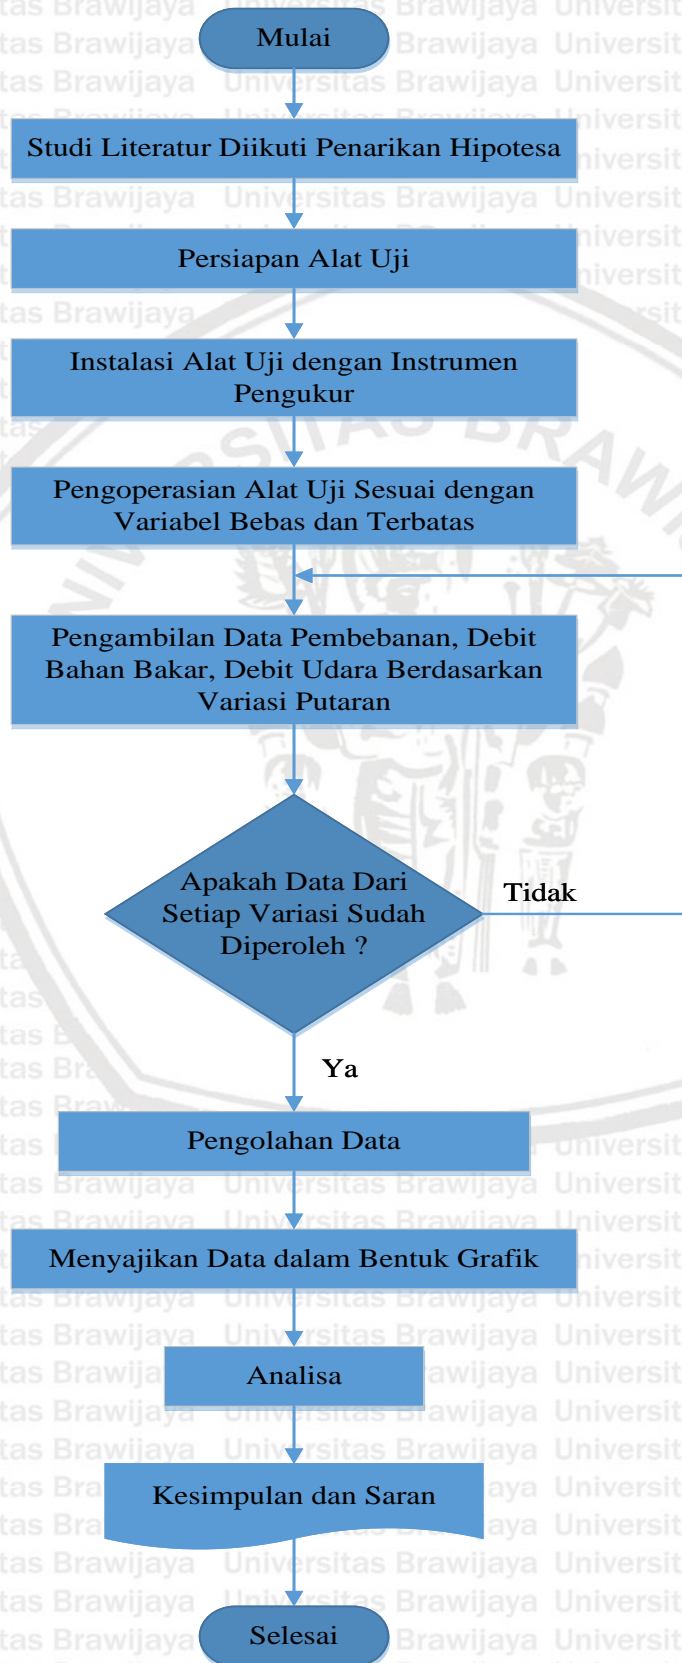 Mulai
Studi Literatur Diikuti Penarikan Hipotesa
Persiapan Alat Uji
Instalasi Alat Uji dengan Instrumen
Pengukur
Pengoperasian Alat Uji Sesuai dengan
Variabel Bebas dan Terbatas
Pengambilan Data Pembebanan, Debit
Bahan Bakar, Debit Udara Berdasarkan
Variasi Putaran
Apakah Data Dari
Setiap Variasi Sudah
Diperoleh ?
Tidak
Ya
Pengolahan Data
Menyajikan Data dalam Bentuk Grafik
Analisa
Kesimpulan dan Saran
Selesai